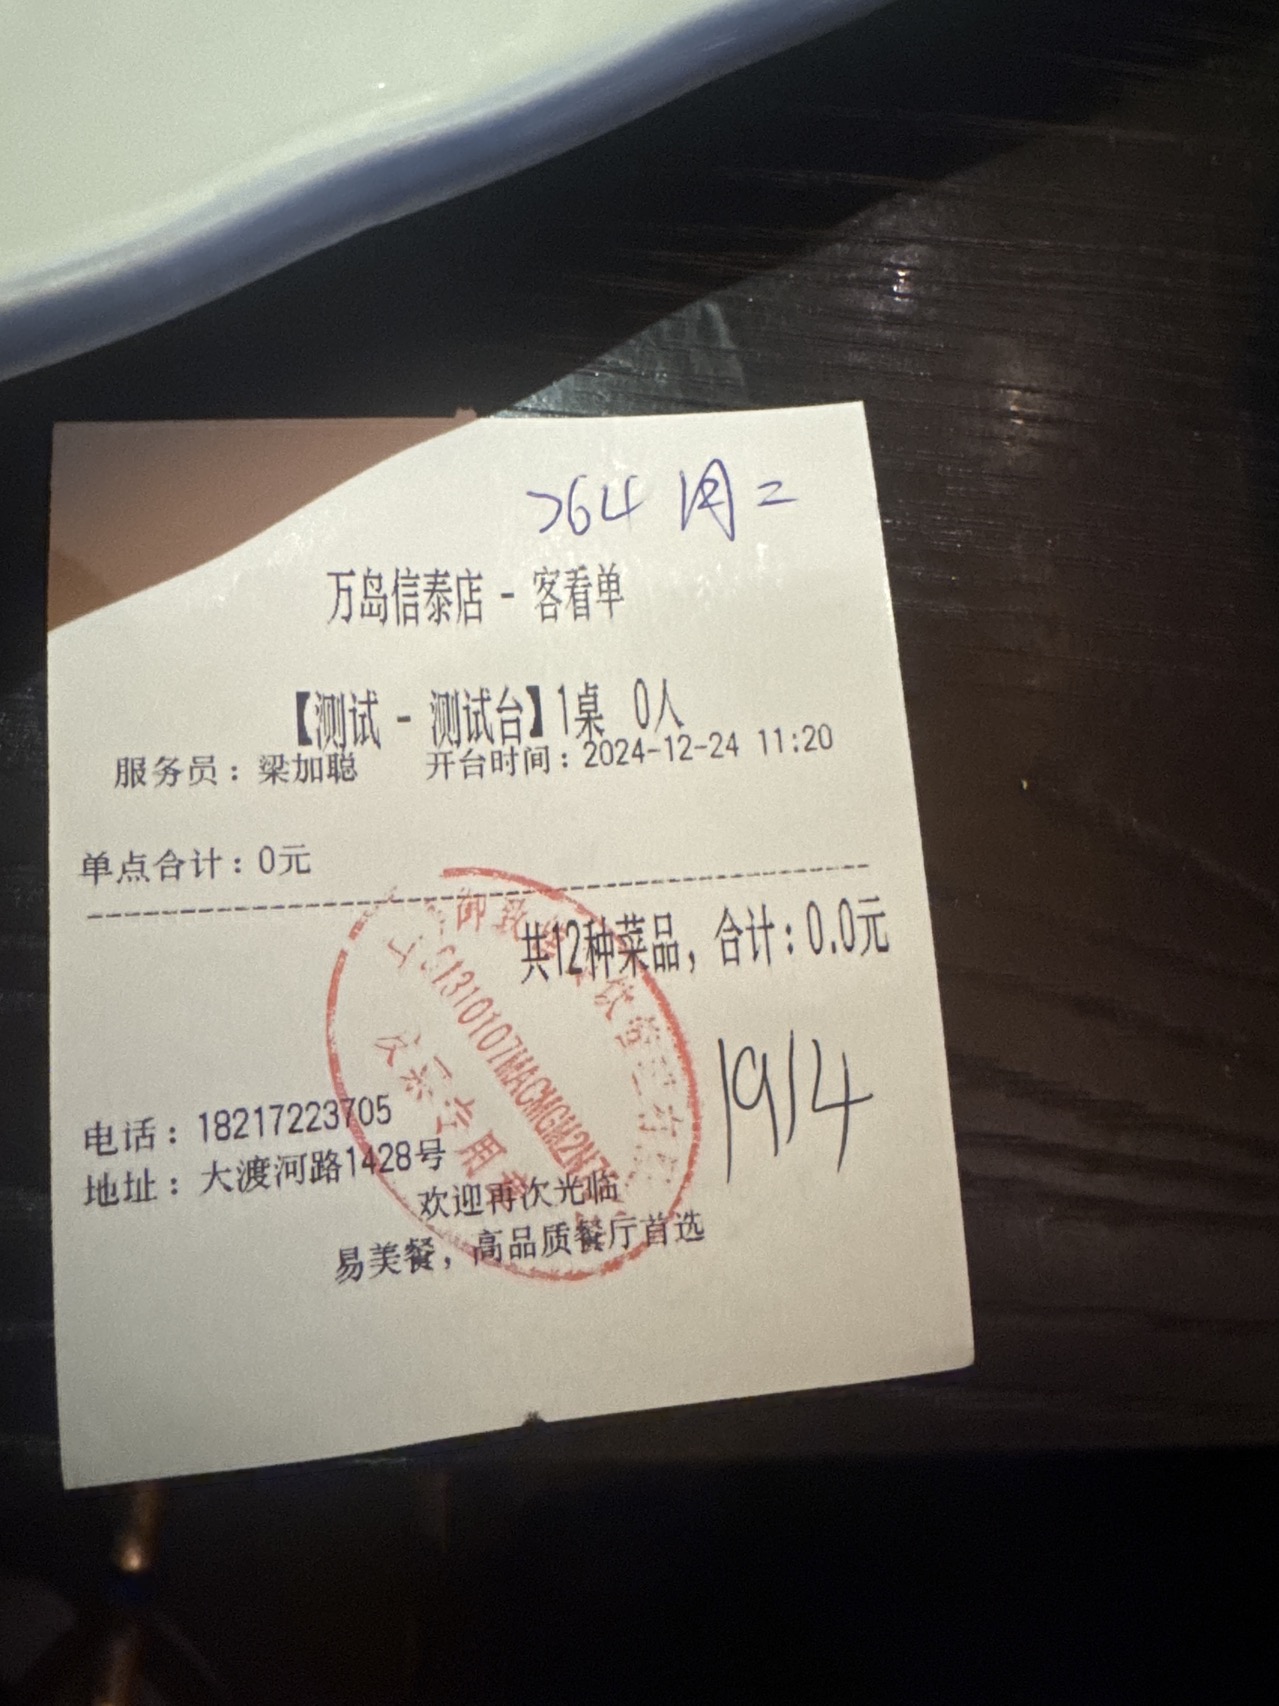 264 周二
万岛信泰店 - 客看单
【测试 - 测试台】1桌 0人
服务员：梁加聪 开台时间：2024-12-24 11:20
单点合计：0元
共12种菜品，合计：0.0元
1914
电话：18217223705
地址：大渡河路1428号
欢迎再次光临
易美餐，高品质餐厅首选